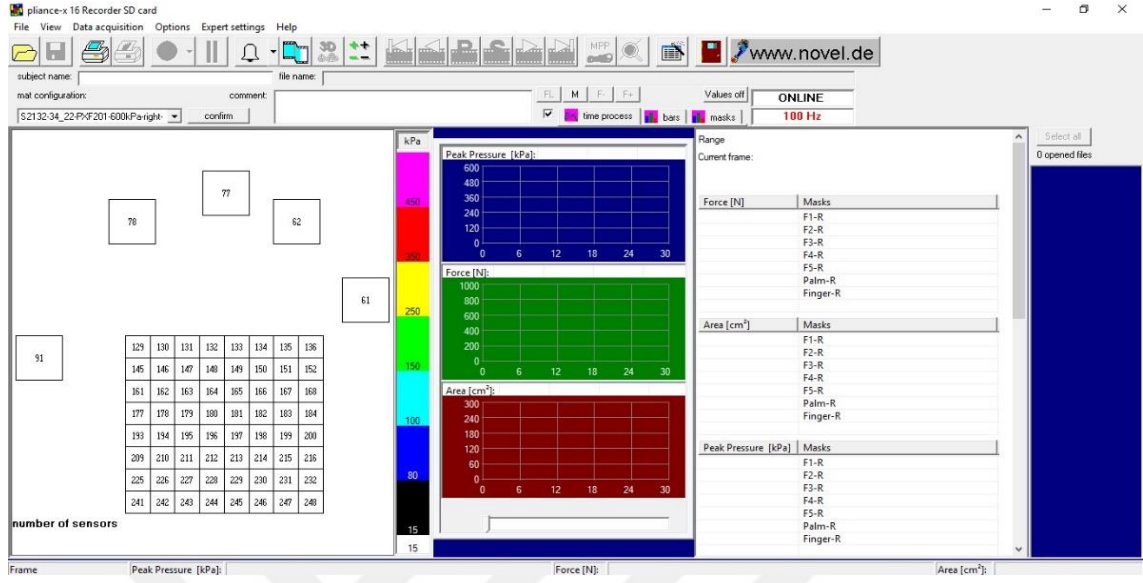 pliance-x 16 Recorder SD card
File View Data acquisition Options Expert settings Help
3D MPP www.novel.de
subject name: file name:
mat configuration: comment: FL M F- F+ Values off ONLINE
S2132-34_22-PXF201-600kPa-right- confirm time process bars masks 100 Hz
kPa
450
350
250
150
100
80
15
15
77
78 62
61
91
129 130 131 132 133 134 135 136
145 146 147 148 149 150 151 152
161 162 163 164 165 166 167 168
177 178 179 180 181 182 183 184
193 194 195 196 197 198 199 200
209 210 211 212 213 214 215 216
225 226 227 228 229 230 231 232
241 242 243 244 245 246 247 248
number of sensors
Peak Pressure [kPa]:
600
480
360
240
120
0
0 6 12 18 24 30
Force [N]:
1000
800
600
400
200
0
0 6 12 18 24 30
Area [cm²]:
300
240
180
120
60
0
0 6 12 18 24 30
Range
Current frame:
Force [N] Masks
F1-R
F2-R
F3-R
F4-R
F5-R
Palm-R
Finger-R
Area [cm²] Masks
F1-R
F2-R
F3-R
F4-R
F5-R
Palm-R
Finger-R
Peak Pressure [kPa] Masks
F1-R
F2-R
F3-R
F4-R
F5-R
Palm-R
Finger-R
Select all
0 opened files
Frame Peak Pressure [kPa]: Force [N]: Area [cm²]: